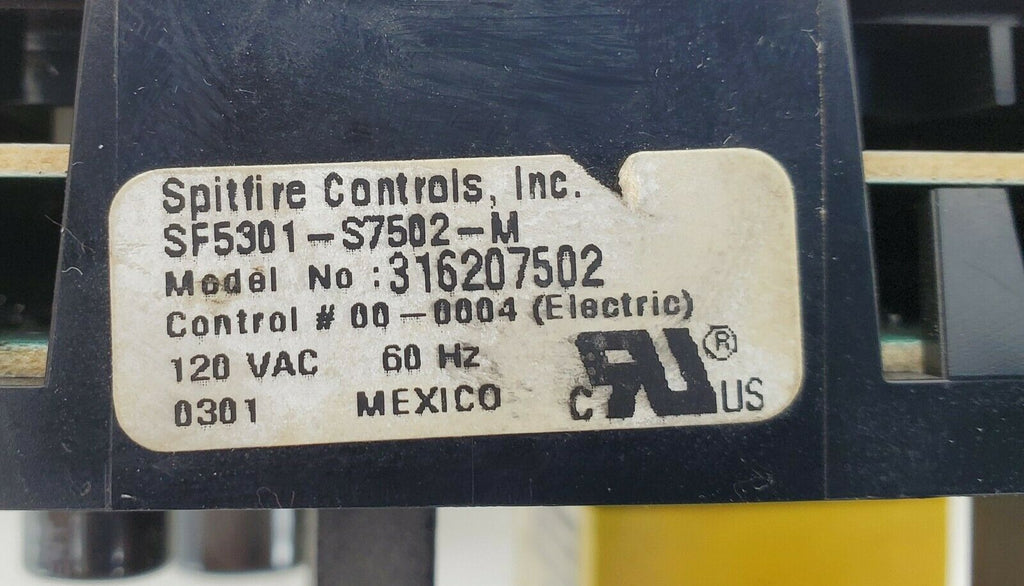 Spitfire Controls, Inc.
SF5301-S7502-M
Model No :316207502
Control # 00-0004 (Electric)
120 VAC 60 Hz
0301 MEXICO
C RU ® US